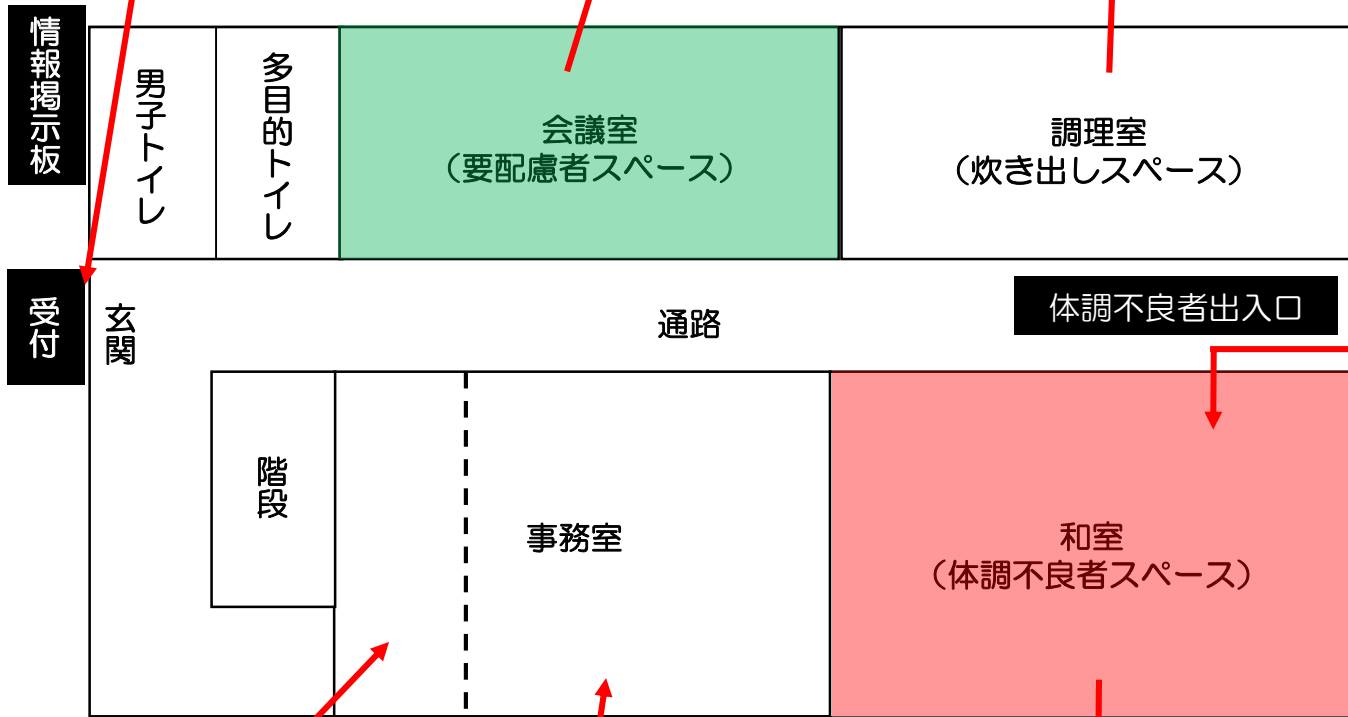 情報掲示板
男子トイレ
多目的トイレ
会議室
（要配慮者スペース）
調理室
（炊き出しスペース）
受付
玄関
通路
体調不良者出入口
階段
事務室
和室
（体調不良者スペース）